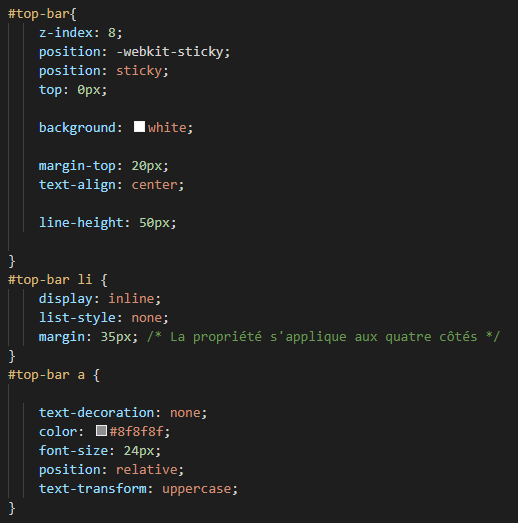 #top-bar{
z-index: 8;
position: -webkit-sticky;
position: sticky;
top: 0px;
background: white;
margin-top: 20px;
text-align: center;
line-height: 50px;
}
#top-bar li {
display: inline;
list-style: none;
margin: 35px; /* La propriété s'applique aux quatre côtés */
}
#top-bar a {
text-decoration: none;
color: #8f8f8f;
font-size: 24px;
position: relative;
text-transform: uppercase;
}